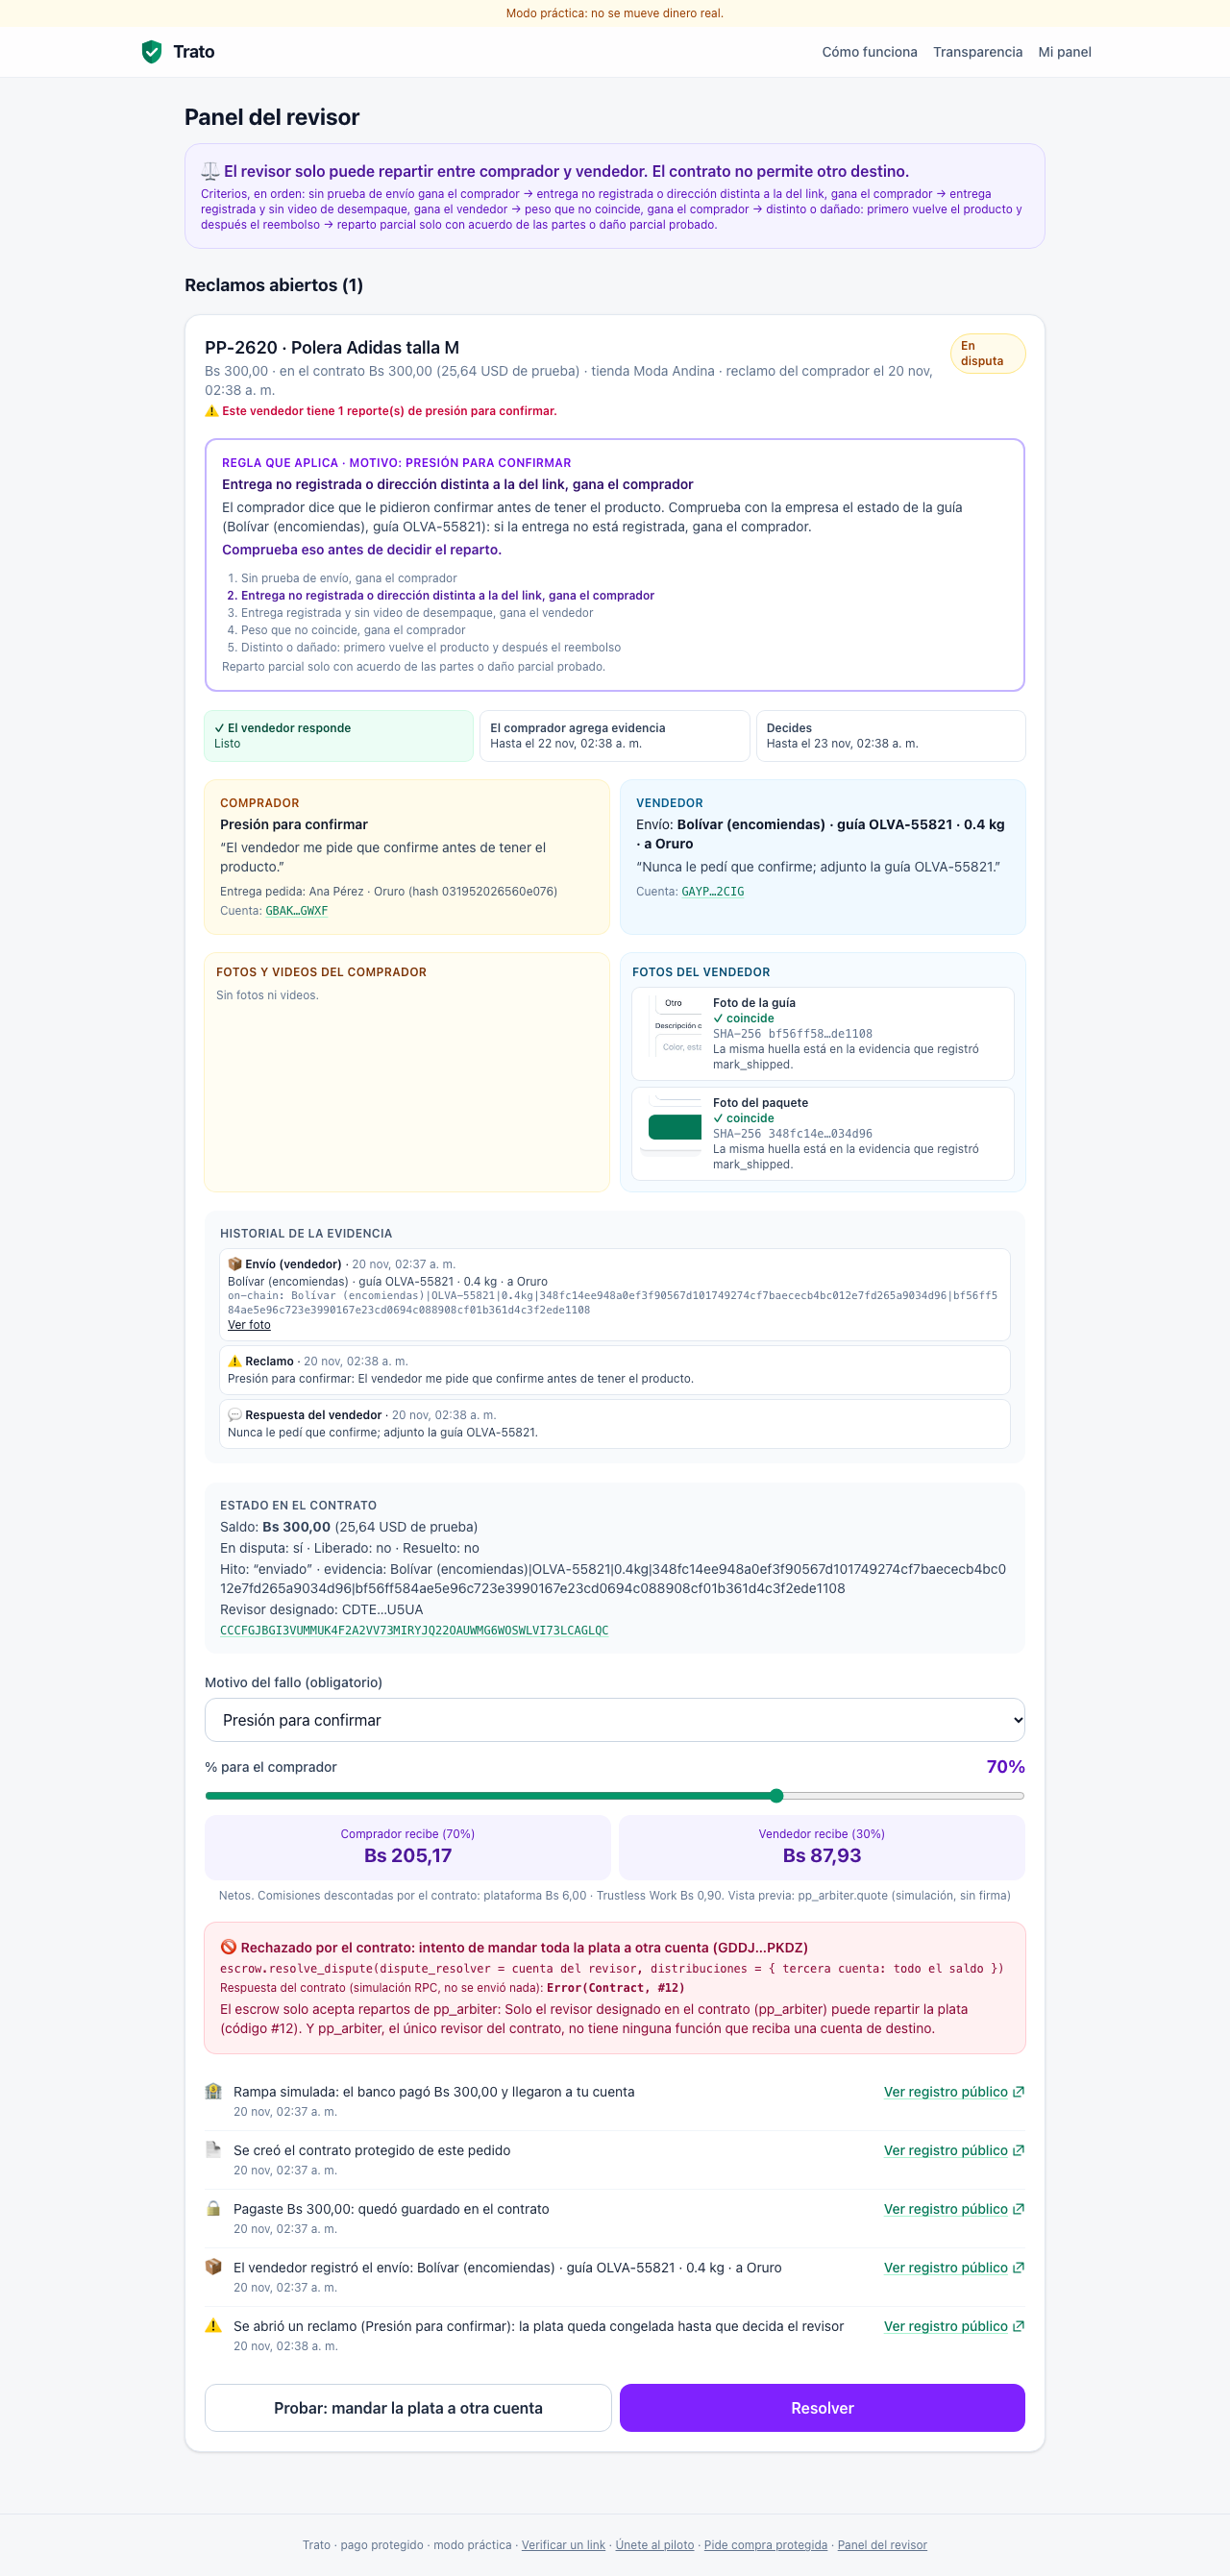 Modo práctica: no se mueve dinero real.
Trato
Cómo funciona
Transparencia
Mi panel
Panel del revisor
⚖️ El revisor solo puede repartir entre comprador y vendedor. El contrato no permite otro destino.
Criterios, en orden: sin prueba de envío gana el comprador → entrega no registrada o dirección distinta a la del link, gana el comprador → entrega
registrada y sin video de desempaque, gana el vendedor → peso que no coincide, gana el comprador → distinto o dañado: primero vuelve el producto y
después el reembolso → reparto parcial solo con acuerdo de las partes o daño parcial probado.
Reclamos abiertos (1)
PP-2620 · Polera Adidas talla M
En
disputa
Bs 300,00 · en el contrato Bs 300,00 (25,64 USD de prueba) · tienda Moda Andina · reclamo del comprador el 20 nov,
02:38 a. m.
⚠️ Este vendedor tiene 1 reporte(s) de presión para confirmar.
REGLA QUE APLICA · MOTIVO: PRESIÓN PARA CONFIRMAR
Entrega no registrada o dirección distinta a la del link, gana el comprador
El comprador dice que le pidieron confirmar antes de tener el producto. Comprueba con la empresa el estado de la guía
(Bolívar (encomiendas), guía OLVA-55821): si la entrega no está registrada, gana el comprador.
Comprueba eso antes de decidir el reparto.
1. Sin prueba de envío, gana el comprador
2. Entrega no registrada o dirección distinta a la del link, gana el comprador
3. Entrega registrada y sin video de desempaque, gana el vendedor
4. Peso que no coincide, gana el comprador
5. Distinto o dañado: primero vuelve el producto y después el reembolso
Reparto parcial solo con acuerdo de las partes o daño parcial probado.
✓ El vendedor responde
Listo
El comprador agrega evidencia
Hasta el 22 nov, 02:38 a. m.
Decides
Hasta el 23 nov, 02:38 a. m.
COMPRADOR
Presión para confirmar
“El vendedor me pide que confirme antes de tener el
producto.”
Entrega pedida: Ana Pérez · Oruro (hash 031952026560e076)
Cuenta: GBAK…GWXF
VENDEDOR
Envío: Bolívar (encomiendas) · guía OLVA-55821 · 0.4 kg
· a Oruro
“Nunca le pedí que confirme; adjunto la guía OLVA-55821.”
Cuenta: GAYP…2CIG
FOTOS Y VIDEOS DEL COMPRADOR
Sin fotos ni videos.
FOTOS DEL VENDEDOR
Otro
Descripción c
Color, esta
Foto de la guía
✓ coincide
SHA-256 bf56ff58…de1108
La misma huella está en la evidencia que registró
mark_shipped.
Foto del paquete
✓ coincide
SHA-256 348fc14e…034d96
La misma huella está en la evidencia que registró
mark_shipped.
HISTORIAL DE LA EVIDENCIA
📦 Envío (vendedor) · 20 nov, 02:37 a. m.
Bolívar (encomiendas) · guía OLVA-55821 · 0.4 kg · a Oruro
on-chain: Bolívar (encomiendas)|OLVA-55821|0.4kg|348fc14ee948a0ef3f90567d101749274cf7baececb4bc012e7fd265a9034d96|bf56ff5
84ae5e96c723e3990167e23cd0694c088908cf01b361d4c3f2ede1108
Ver foto
⚠️ Reclamo · 20 nov, 02:38 a. m.
Presión para confirmar: El vendedor me pide que confirme antes de tener el producto.
💬 Respuesta del vendedor · 20 nov, 02:38 a. m.
Nunca le pedí que confirme; adjunto la guía OLVA-55821.
ESTADO EN EL CONTRATO
Saldo: Bs 300,00 (25,64 USD de prueba)
En disputa: sí · Liberado: no · Resuelto: no
Hito: “enviado” · evidencia: Bolívar (encomiendas)|OLVA-55821|0.4kg|348fc14ee948a0ef3f90567d101749274cf7baececb4bc0
12e7fd265a9034d96|bf56ff584ae5e96c723e3990167e23cd0694c088908cf01b361d4c3f2ede1108
Revisor designado: CDTE…U5UA
CCCFGJBGI3VUMMUK4F2A2VV73MIRYJQ22OAUWMG6WOSWLVI73LCAGLQC
Motivo del fallo (obligatorio)
Presión para confirmar
% para el comprador
70%
Comprador recibe (70%)
Bs 205,17
Vendedor recibe (30%)
Bs 87,93
Netos. Comisiones descontadas por el contrato: plataforma Bs 6,00 · Trustless Work Bs 0,90. Vista previa: pp_arbiter.quote (simulación, sin firma)
🚫 Rechazado por el contrato: intento de mandar toda la plata a otra cuenta (GDDJ…PKDZ)
escrow.resolve_dispute(dispute_resolver = cuenta del revisor, distribuciones = { tercera cuenta: todo el saldo })
Respuesta del contrato (simulación RPC, no se envió nada): Error(Contract, #12)
El escrow solo acepta repartos de pp_arbiter: Solo el revisor designado en el contrato (pp_arbiter) puede repartir la plata
(código #12). Y pp_arbiter, el único revisor del contrato, no tiene ninguna función que reciba una cuenta de destino.
Rampa simulada: el banco pagó Bs 300,00 y llegaron a tu cuenta
Ver registro público
20 nov, 02:37 a. m.
Se creó el contrato protegido de este pedido
Ver registro público
20 nov, 02:37 a. m.
Pagaste Bs 300,00: quedó guardado en el contrato
Ver registro público
20 nov, 02:37 a. m.
El vendedor registró el envío: Bolívar (encomiendas) · guía OLVA-55821 · 0.4 kg · a Oruro
Ver registro público
20 nov, 02:37 a. m.
Se abrió un reclamo (Presión para confirmar): la plata queda congelada hasta que decida el revisor
Ver registro público
20 nov, 02:38 a. m.
Probar: mandar la plata a otra cuenta
Resolver
Trato · pago protegido · modo práctica · Verificar un link · Únete al piloto · Pide compra protegida · Panel del revisor